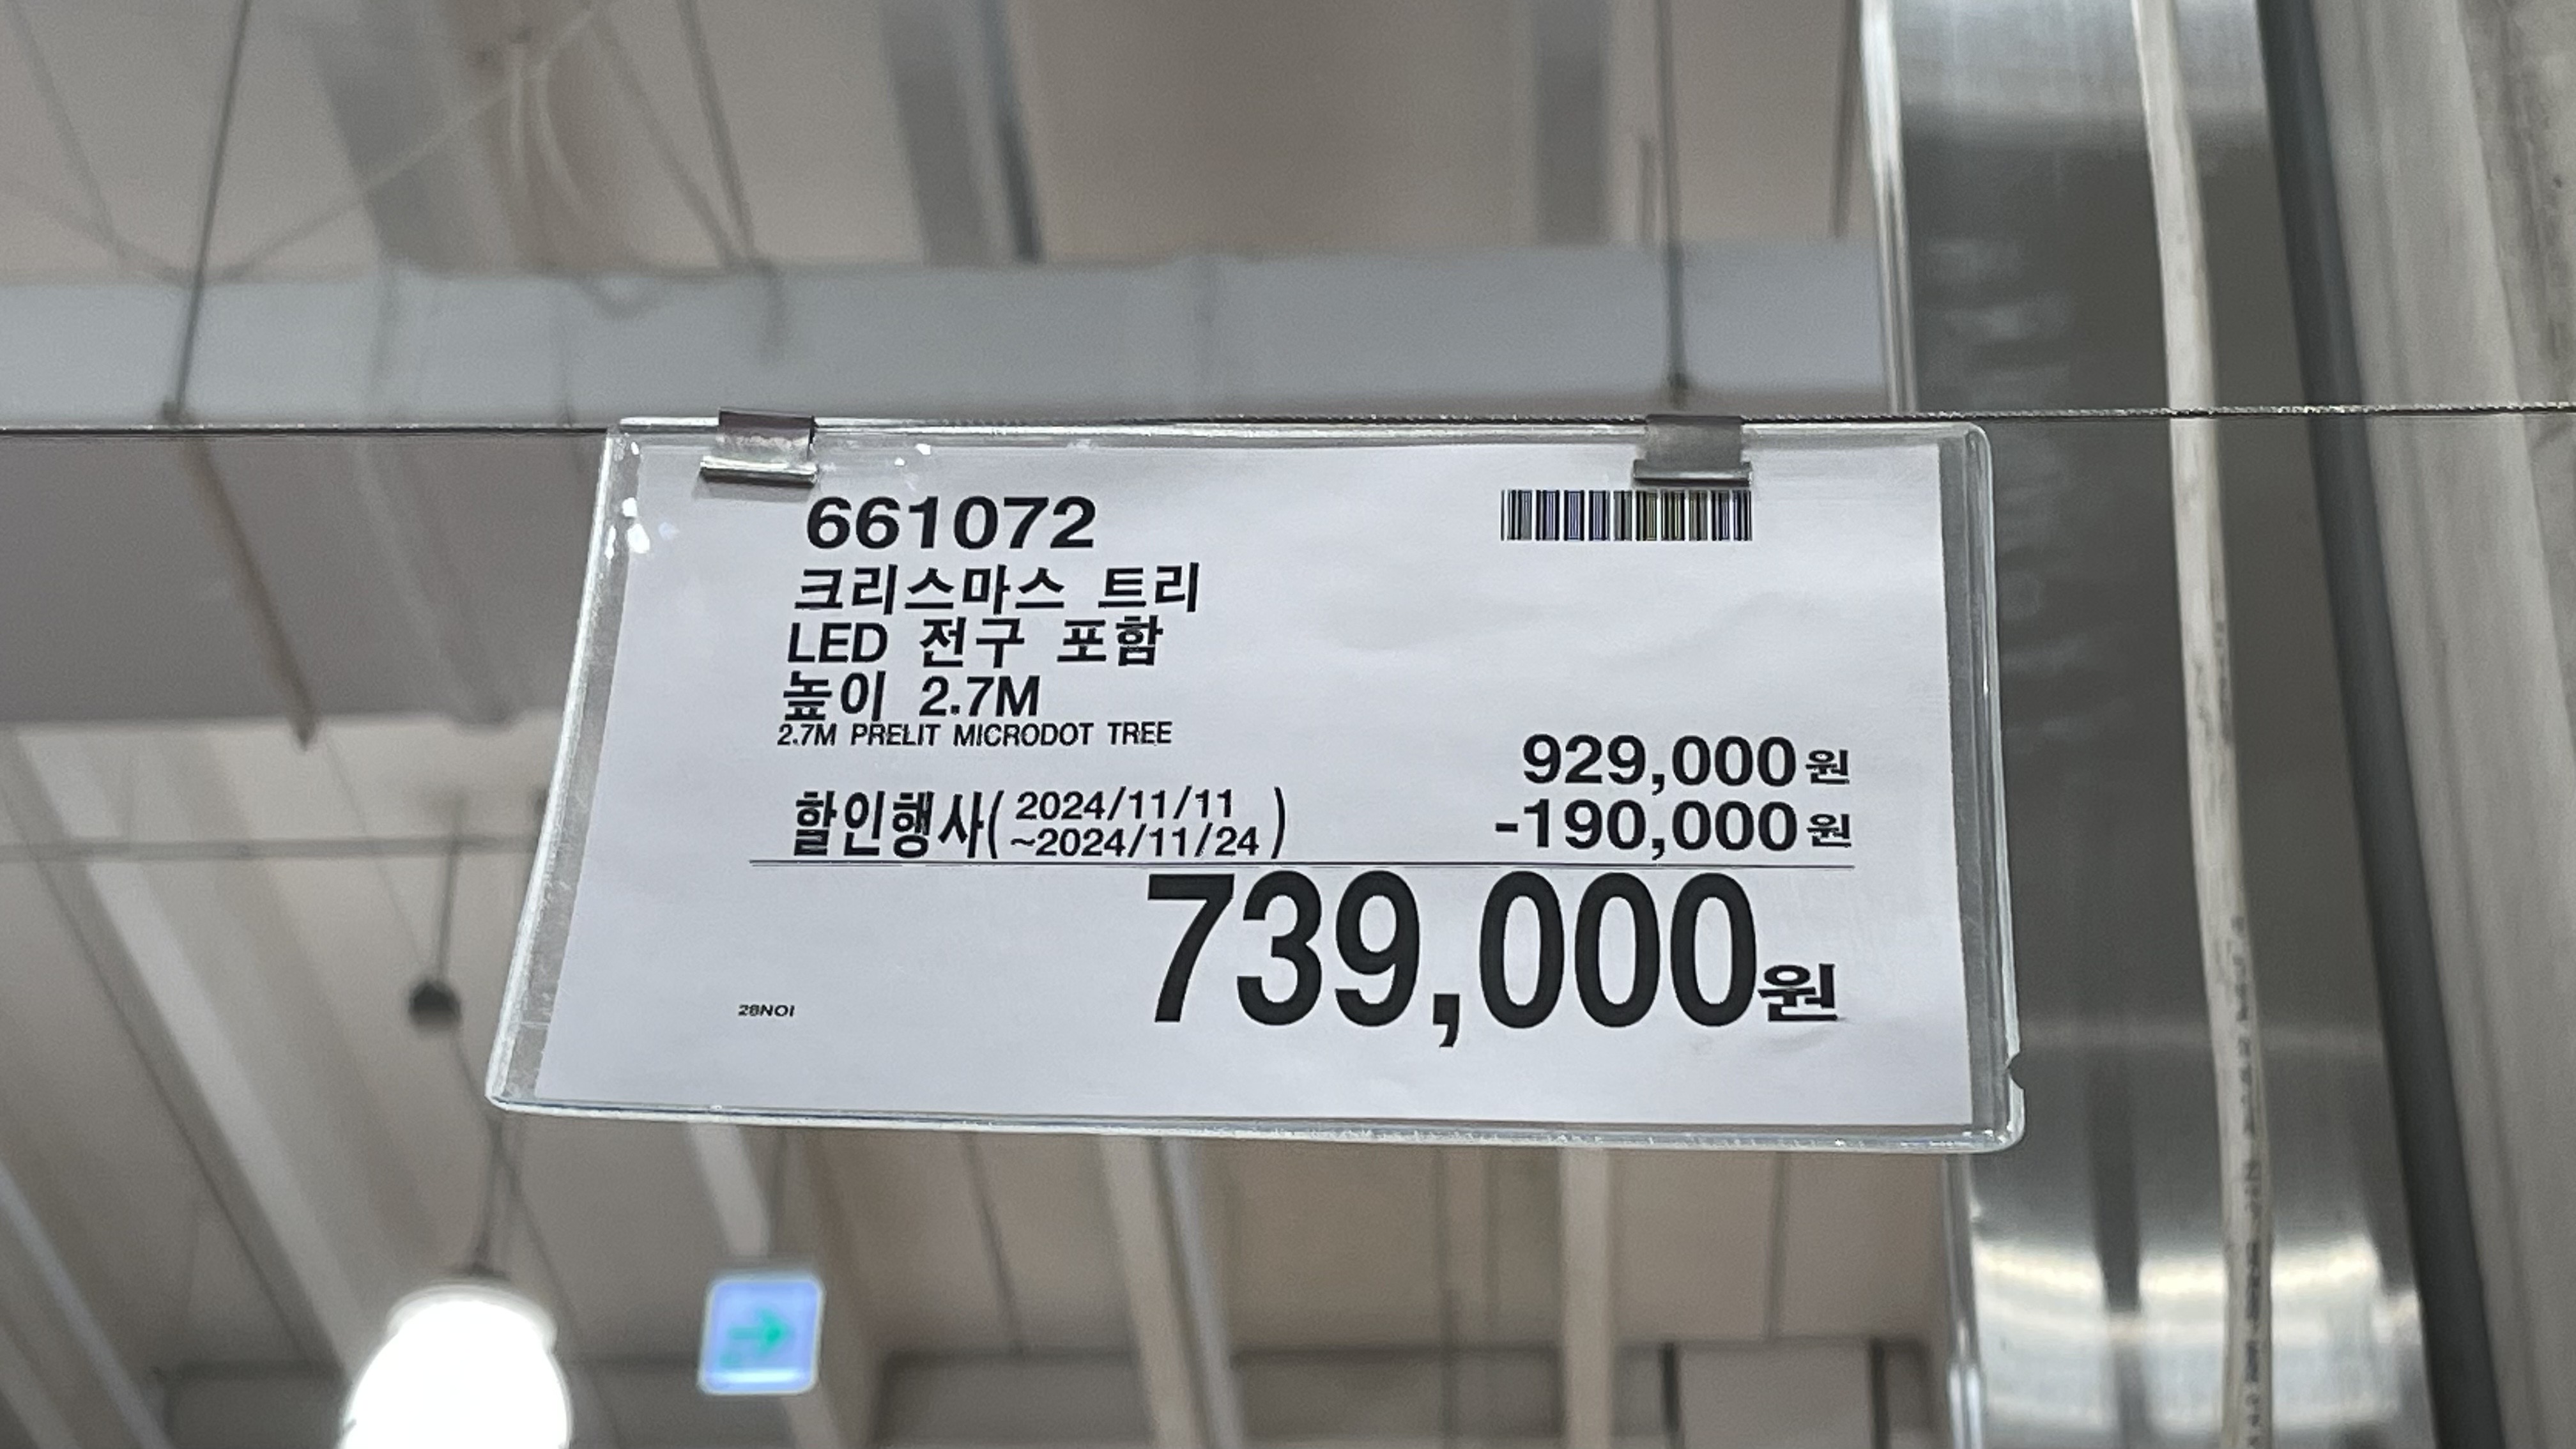 661072
크리스마스 트리
LED 전구 포함
높이 2.7M
2.7M PRELIT MICRODOT TREE
929,000원
할인행사( 2024/11/11
~2024/11/24 )
-190,000원
739,000원
28NOI